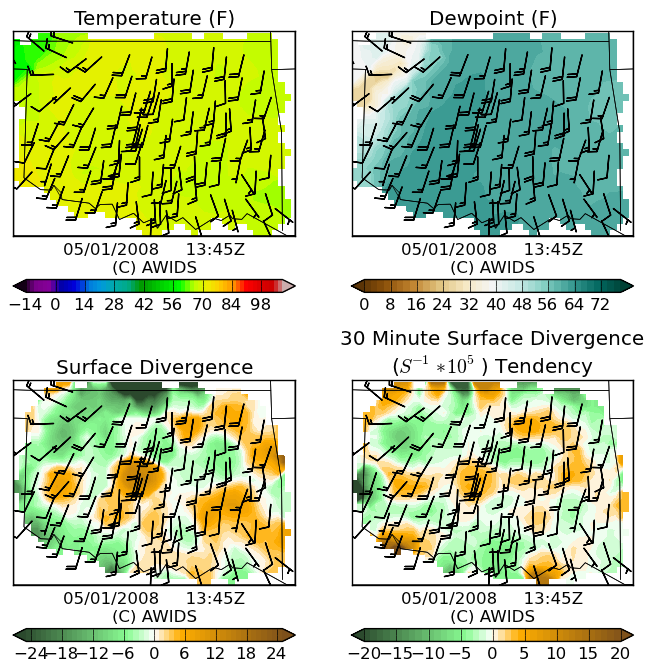 Temperature (F)
05/01/2008 13:45Z
(C) AWIDS
−14 0 14 28 42 56 70 84 98
Dewpoint (F)
05/01/2008 13:45Z
(C) AWIDS
0 8 16 24 32 40 48 56 64 72
Surface Divergence
05/01/2008 13:45Z
(C) AWIDS
−24 −18 −12 −6 0 6 12 18 24
30 Minute Surface Divergence
(S⁻¹ *10⁵ ) Tendency
05/01/2008 13:45Z
(C) AWIDS
−20 −15 −10 −5 0 5 10 15 20